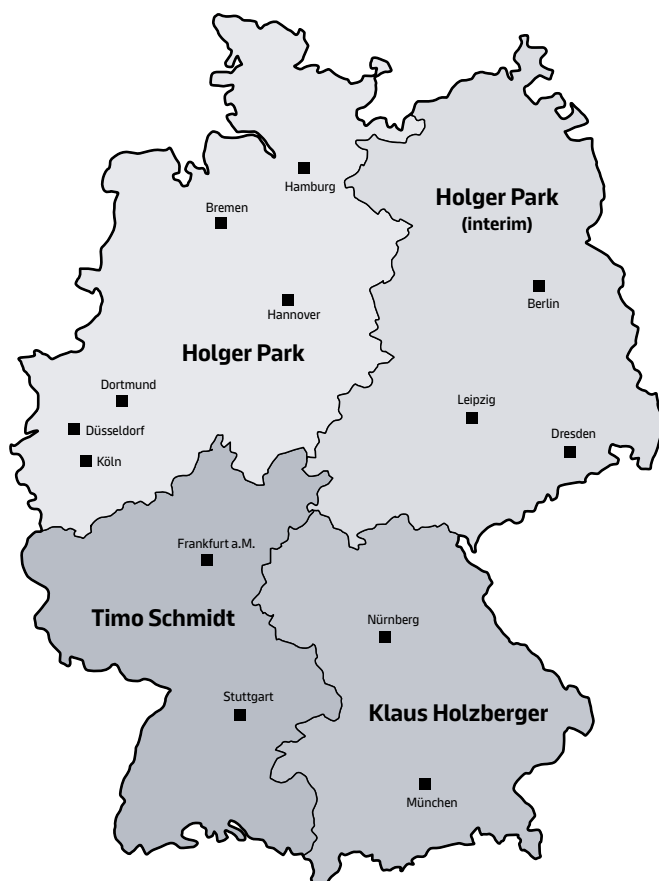 Hamburg
Bremen
Holger Park
(interim)
Berlin
Hannover
Holger Park
Dortmund
Leipzig
Düsseldorf
Dresden
Köln
Frankfurt a.M.
Timo Schmidt
Nürnberg
Stuttgart
Klaus Holzberger
München